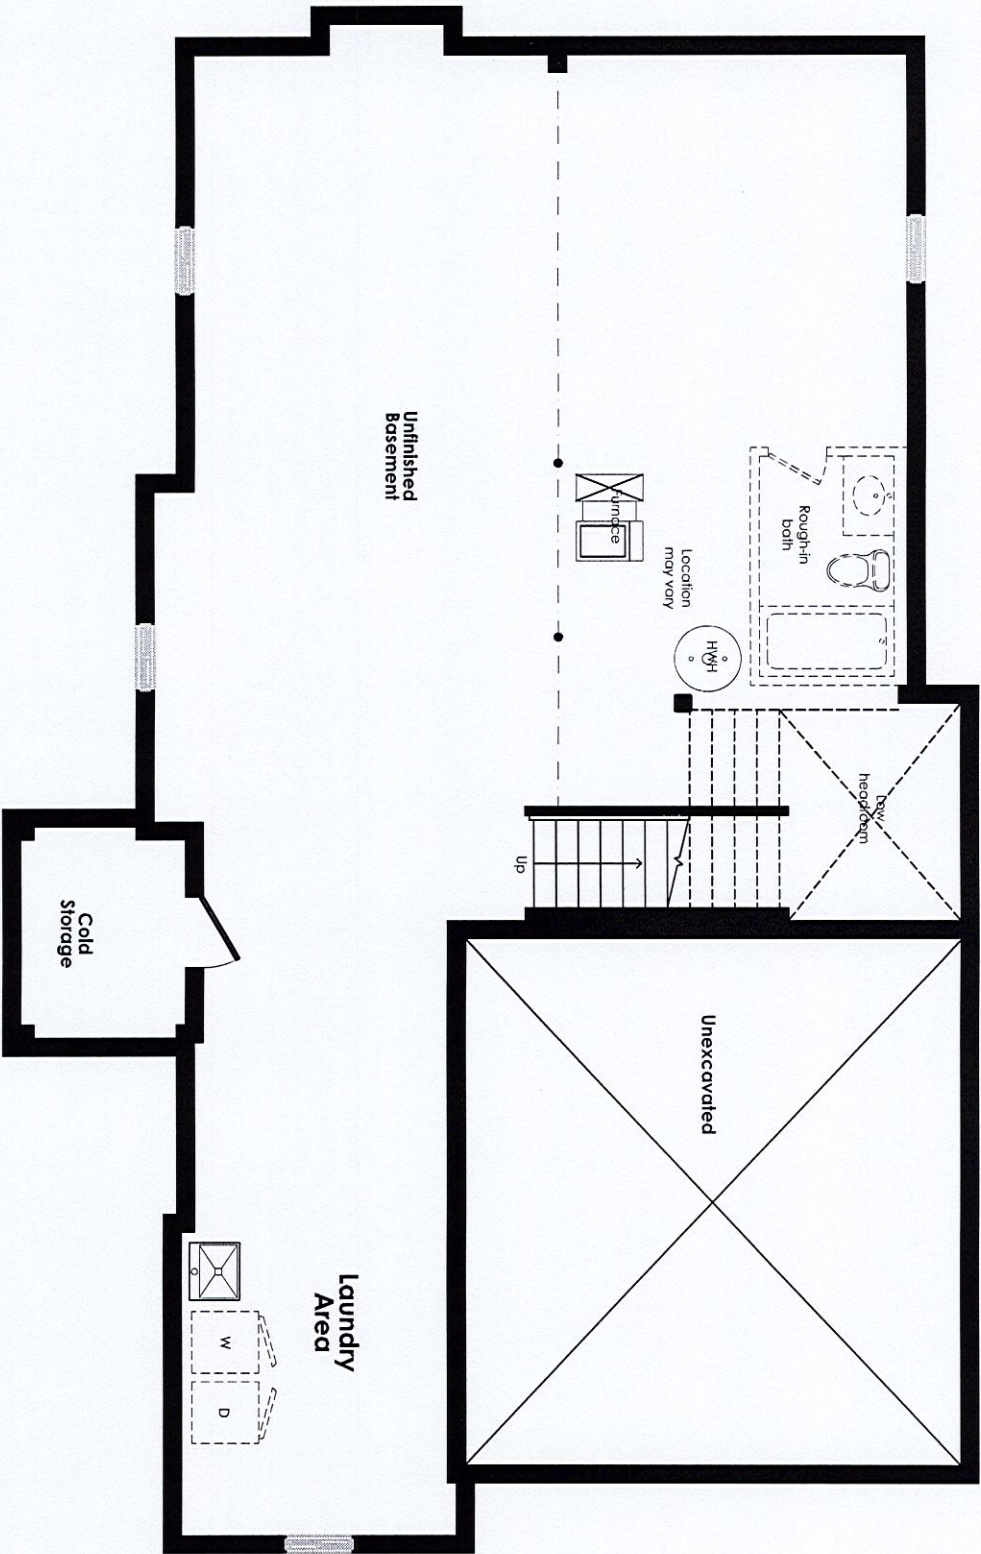 Unfinished
Basement
Furnace
Location
may vary
Rough-in
bath
HWH
Low
headroom
Up
Cold
Storage
Unexcavated
Laundry
Area
W
D